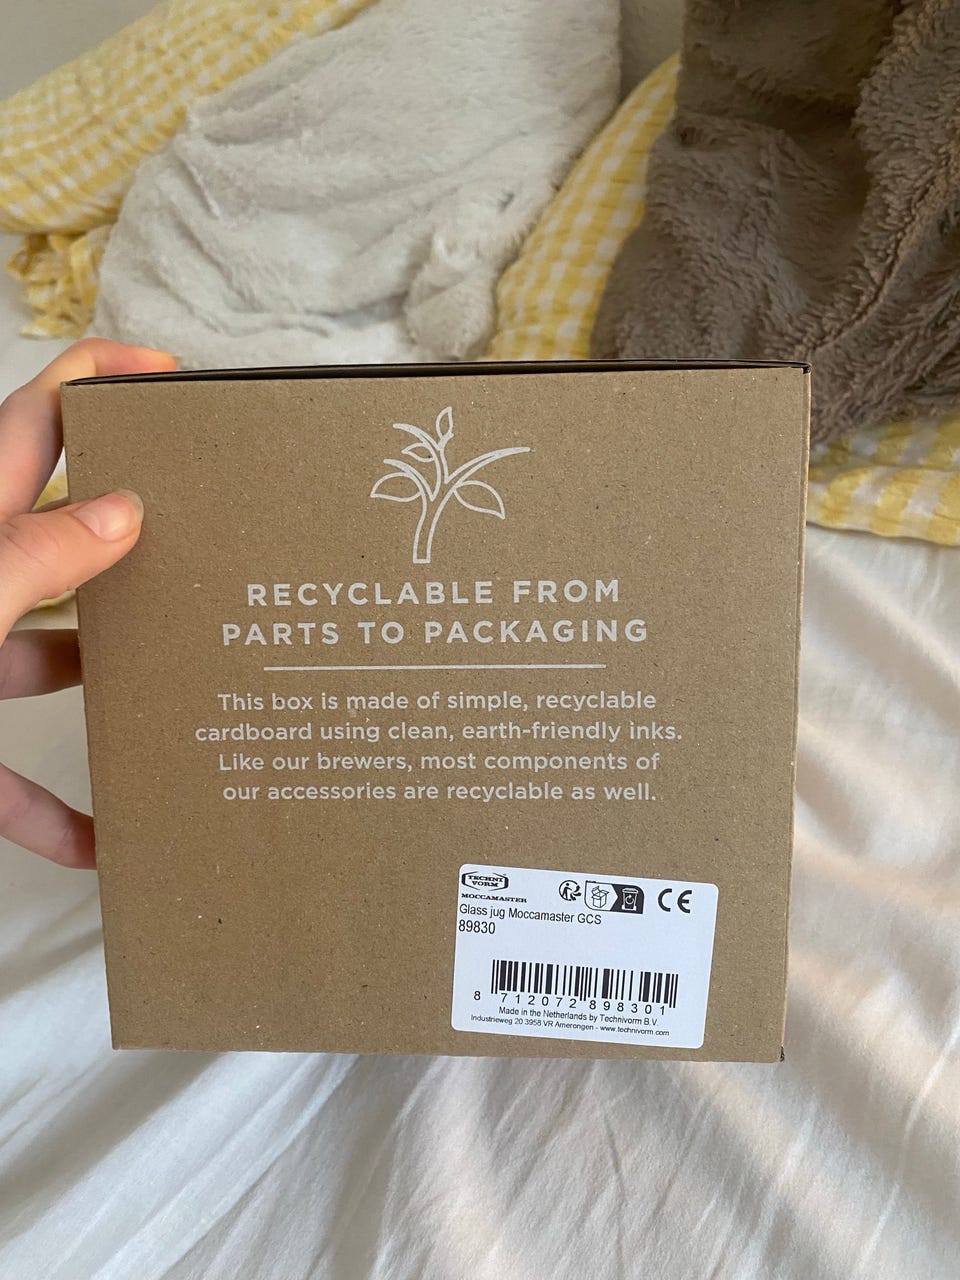 RECYCLABLE FROM
PARTS TO PACKAGING
This box is made of simple, recyclable
cardboard using clean, earth-friendly inks.
Like our brewers, most components of
our accessories are recyclable as well.
TECHNI
VORM
MOCCAMASTER
CE
Glass jug Moccamaster GCS
89830
8 712072 898301
Made in the Netherlands by Technivorm B.V.
Industrieweg 20 3958 VR Amerongen - www.technivorm.com